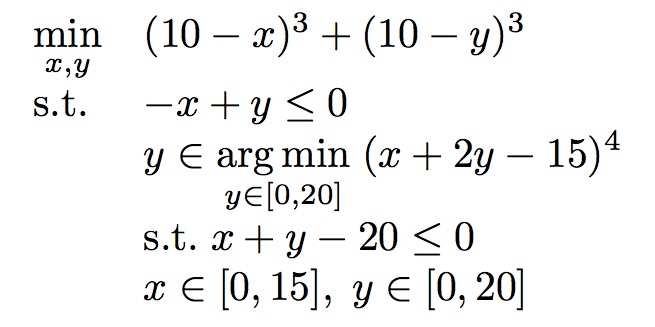 min (10 − x)³ + (10 − y)³
x,y
s.t. −x + y ≤ 0
y ∈ arg min (x + 2y − 15)⁴
y∈[0,20]
s.t. x + y − 20 ≤ 0
x ∈ [0, 15], y ∈ [0, 20]